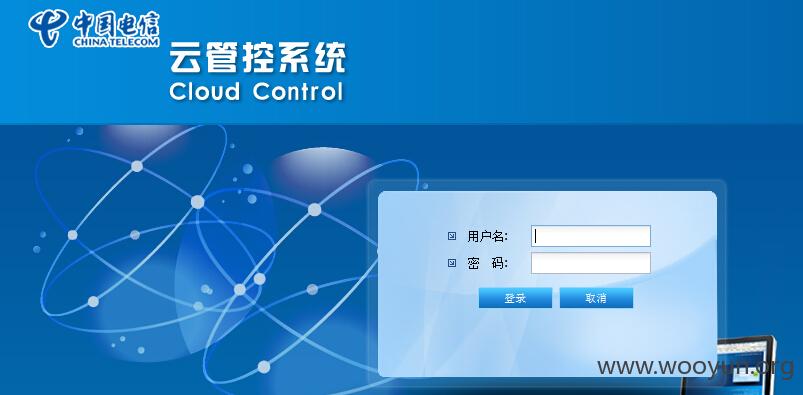 中国电信
CHINA TELECOM
云管控系统
Cloud Control
用户名:
密 码:
登录 取消
www.wooyun.org